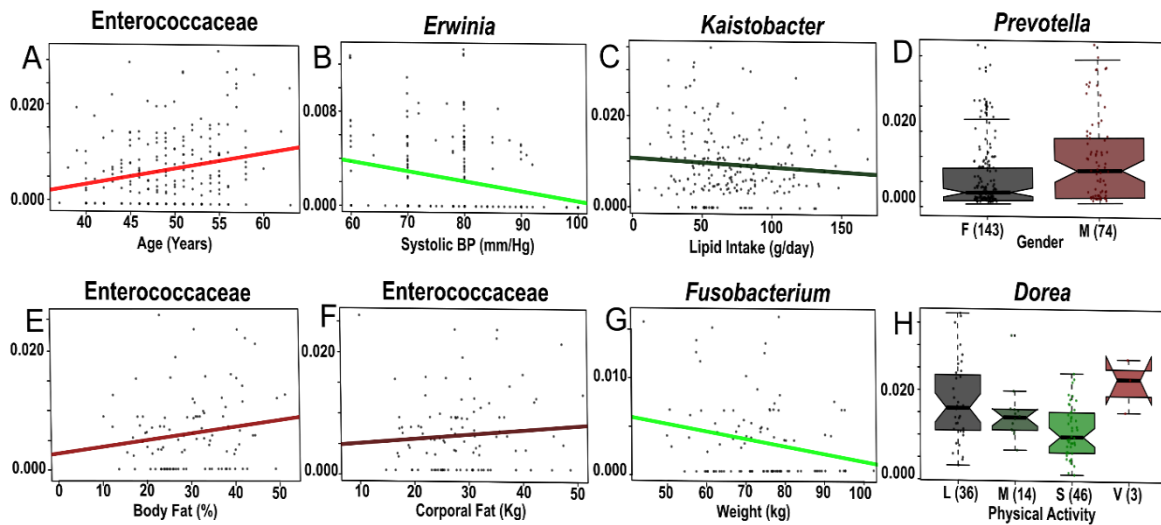 Enterococcaceae
Erwinia
Kaistobacter
Prevotella
A
B
C
D
0.020
0.000
40 45 50 55 60
Age (Years)
0.008
0.000
60 70 80 90 100
Systolic BP (mm/Hg)
0.020
0.000
0 50 100 150
Lipid Intake (g/day)
0.020
0.000
F (143) M (74)
Gender
Enterococcaceae
Enterococcaceae
Fusobacterium
Dorea
E
F
G
H
0.020
0.010
0.000
0 10 20 30 40 50
Body Fat (%)
0.020
0.000
10 20 30 40 50
Corporal Fat (Kg)
0.010
0.000
50 60 70 80 90 100
Weight (kg)
0.020
0.010
0.000
L (36) M (14) S (46) V (3)
Physical Activity